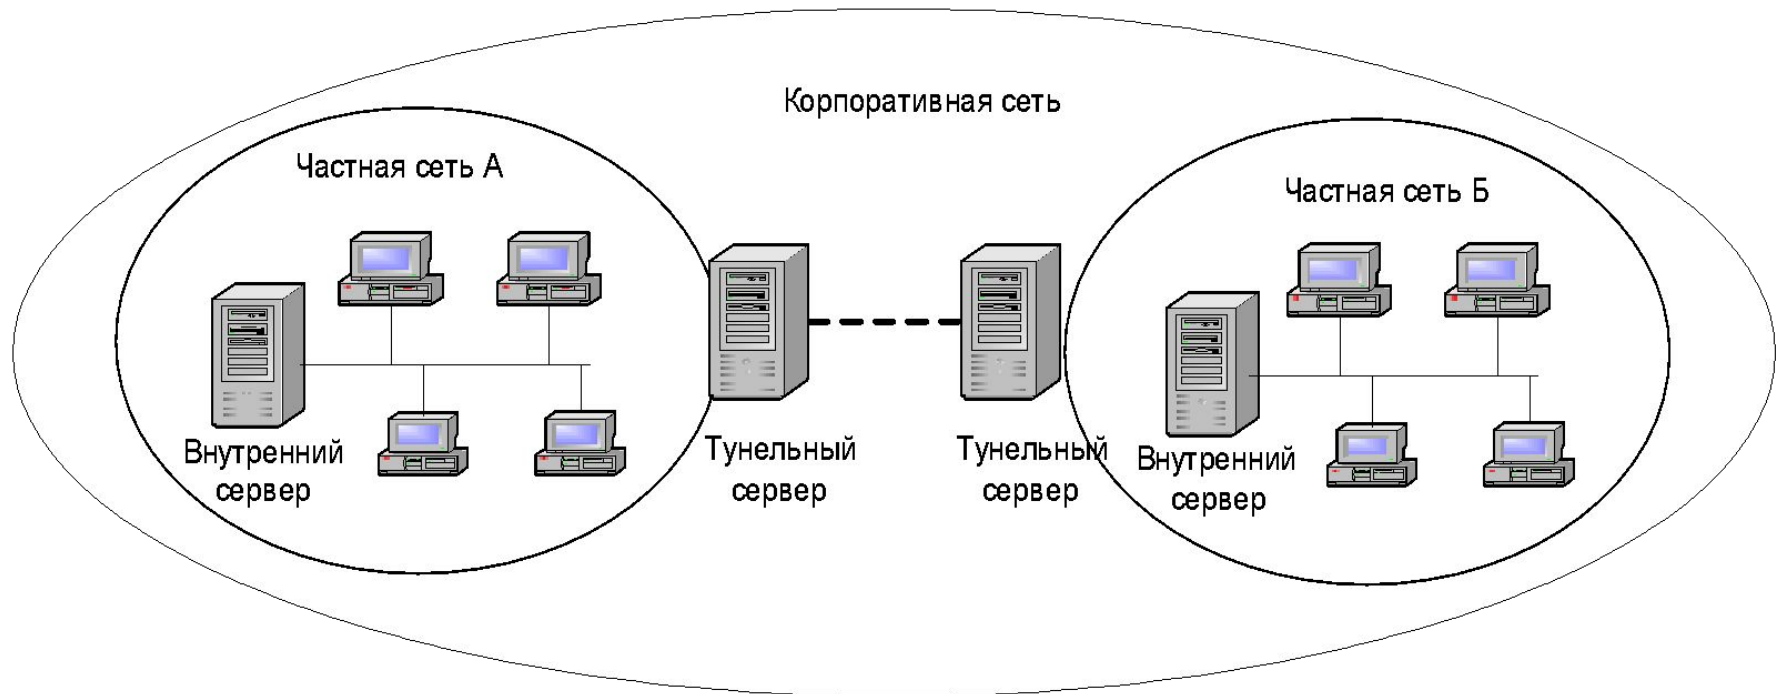 Корпоративная сеть
Частная сеть А
Частная сеть Б
Внутренний
сервер
Тунельный
сервер
Тунельный
сервер
Внутренний
сервер